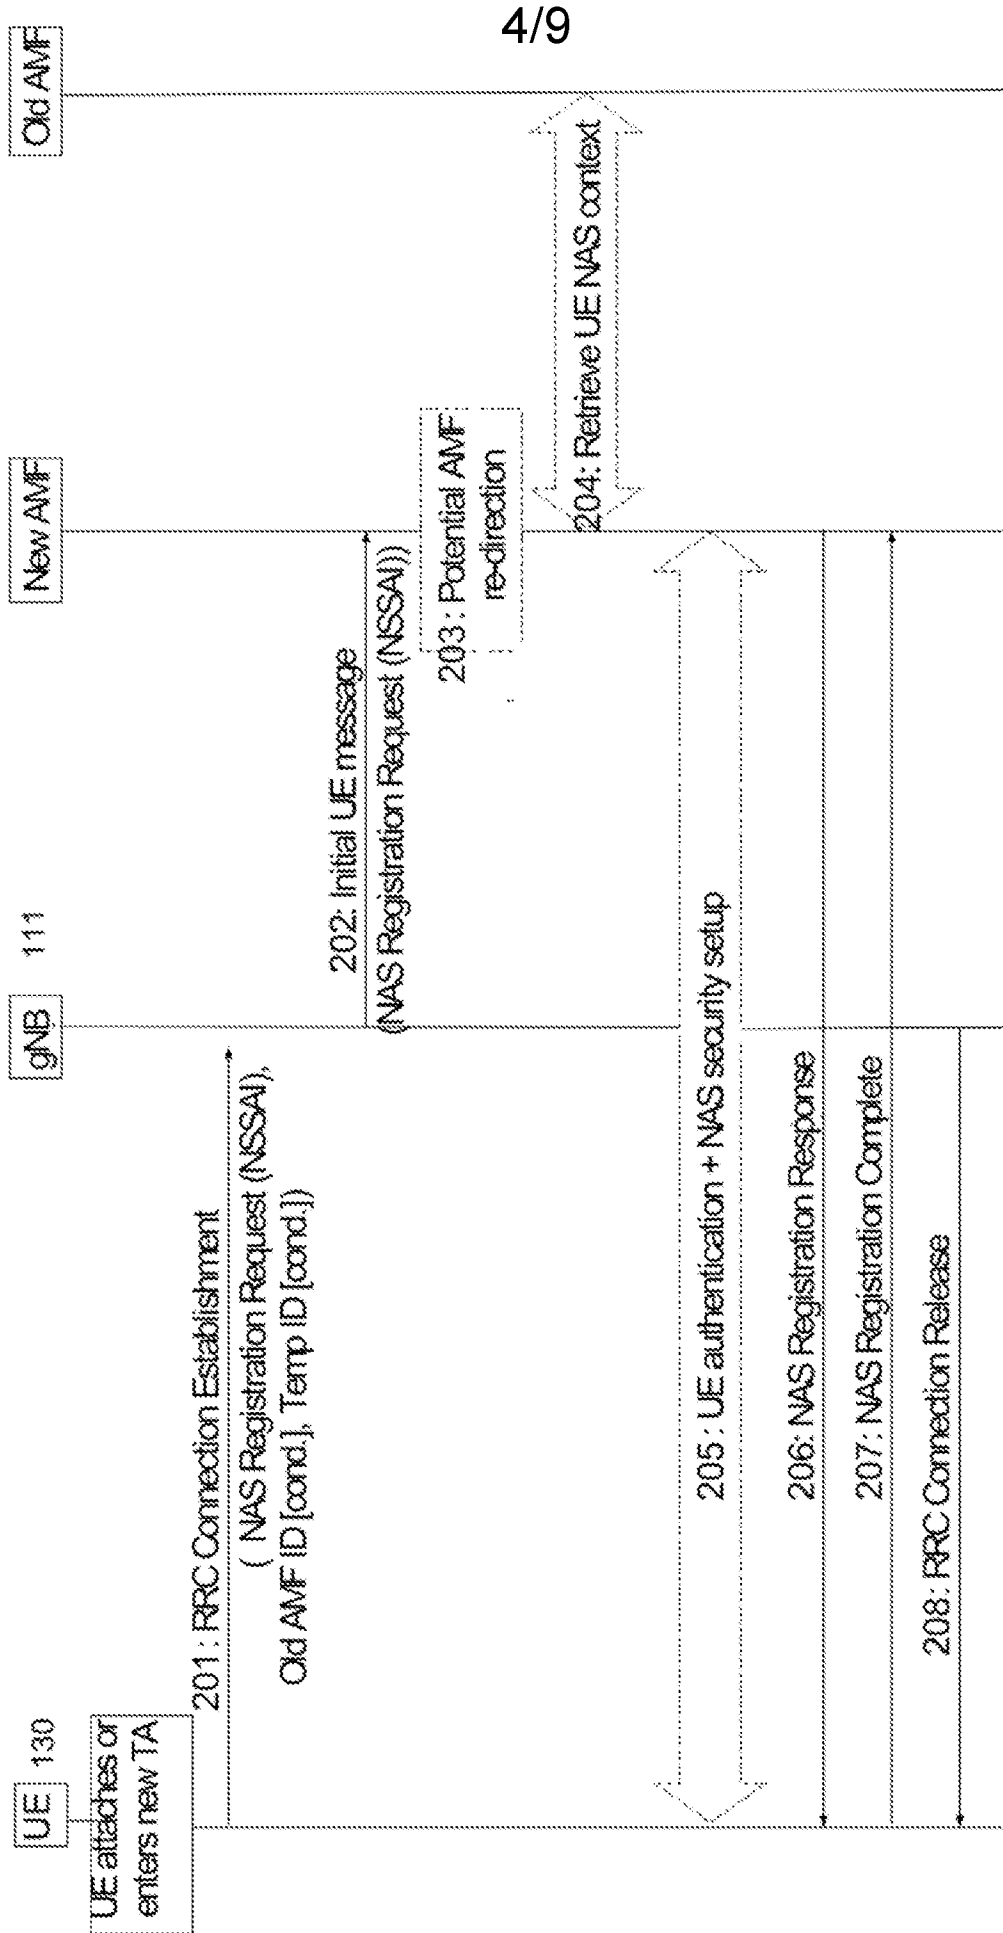 4/9
UE
130
gNB
111
New AMF
Old AMF
UE attaches or
enters new TA
201: RRC Connection Establishment
( NAS Registration Request (NSSAI),
Old AMF ID [cond.], Temp ID [cond.])
202: Initial UE message
(NAS Registration Request (NSSAI))
203: Potential AMF
re-direction
204: Retrieve UE NAS context
205: UE authentication + NAS security setup
206: NAS Registration Response
207: NAS Registration Complete
208: RRC Connection Release